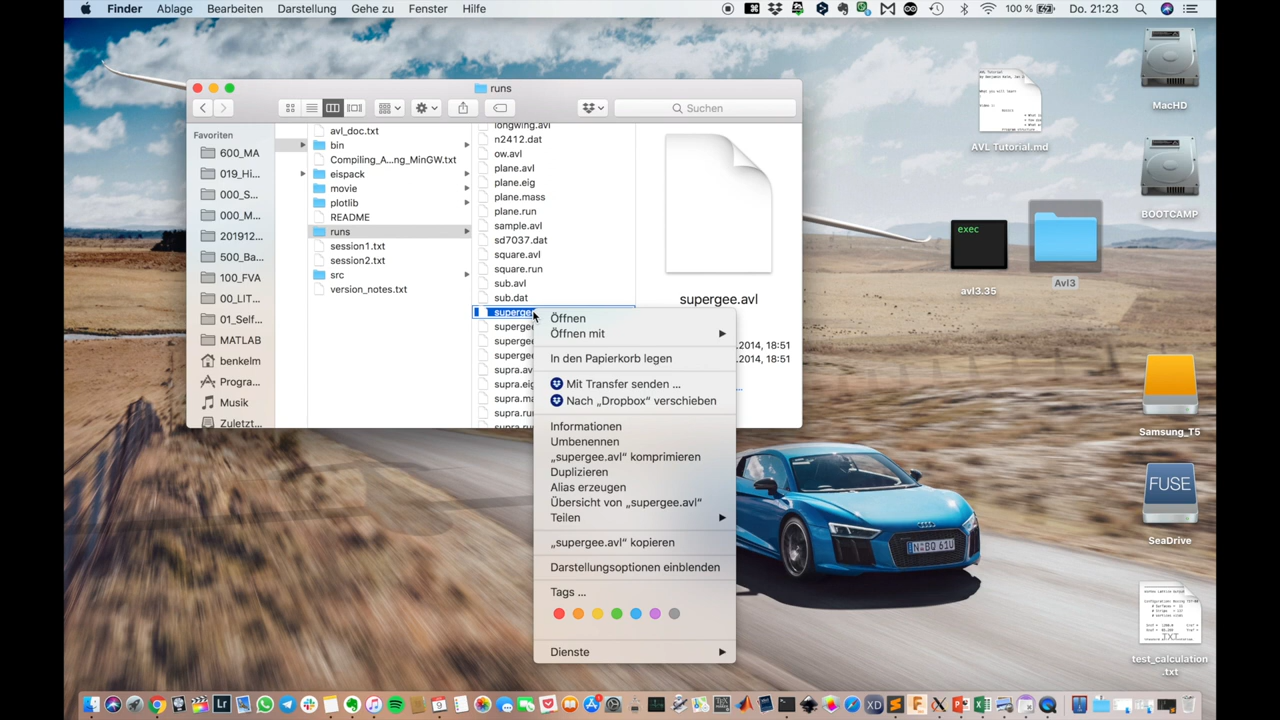 Finder Ablage Bearbeiten Darstellung Gehe zu Fenster Hilfe 100 % Do. 21:23
runs
Suchen
Favoriten
600_MA
019_Hi...
000_S...
000_M...
201912...
500_Ba...
100_FVA
00_LIT...
01_Self...
MATLAB
benkelm
Progra...
Musik
Zuletzt...
avl_doc.txt
bin
Compiling_A...ng_MinGW.txt
eispack
movie
plotlib
README
runs
session1.txt
session2.txt
src
version_notes.txt
longwing.avl
n2412.dat
ow.avl
plane.avl
plane.eig
plane.mass
plane.run
sample.avl
sd7037.dat
square.avl
square.run
sub.avl
sub.dat
supergee
supergee
supergee
supergee
supra.av
supra.eig
supra.ma
supra.ru
supergee.avl
.2014, 18:51
.2014, 18:51
Öffnen
Öffnen mit
In den Papierkorb legen
Mit Transfer senden ...
Nach „Dropbox“ verschieben
Informationen
Umbenennen
„supergee.avl“ komprimieren
Duplizieren
Alias erzeugen
Übersicht von „supergee.avl“
Teilen
„supergee.avl“ kopieren
Darstellungsoptionen einblenden
Tags ...
Dienste
AVL Tutorial.md
exec
avl3.35
Avl3
MacHD
BOOTCAMP
Samsung_T5
FUSE
SeaDrive
TXT
test_calculation
.txt
N·BQ 61U
Lr
XD